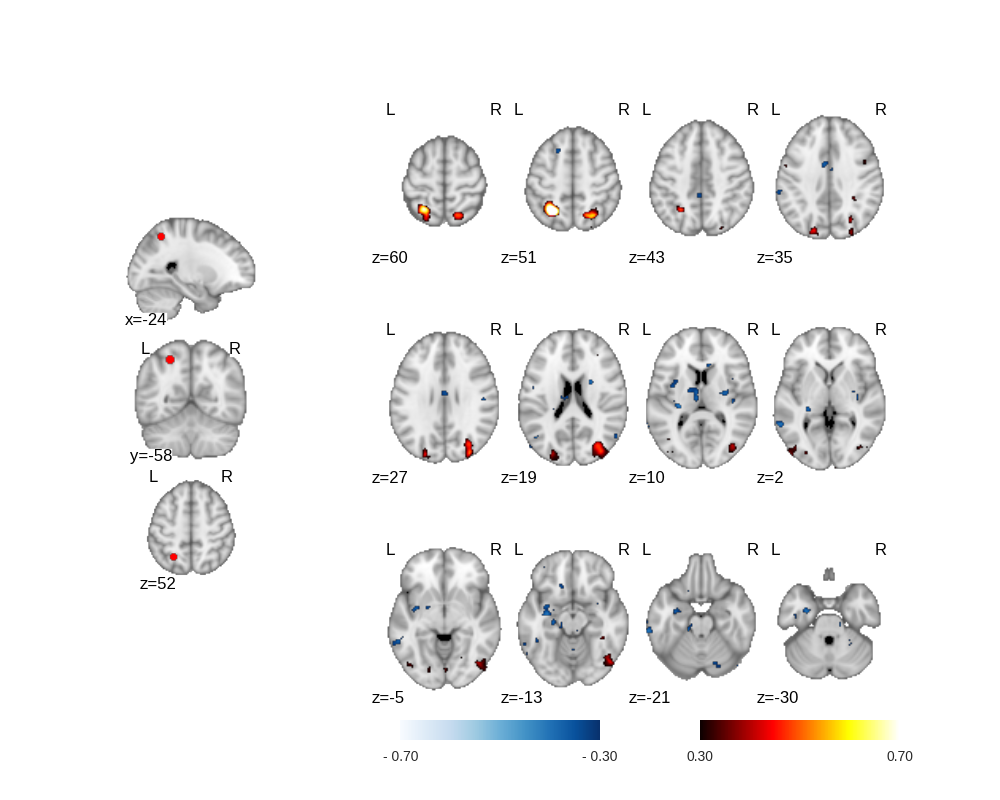 L R L R L R L R
z=60 z=51 z=43 z=35
x=-24
L R
y=-58
L R
z=52
L R L R L R L R
z=27 z=19 z=10 z=2
L R L R L R L R
z=-5 z=-13 z=-21 z=-30
- 0.70 - 0.30 0.30 0.70